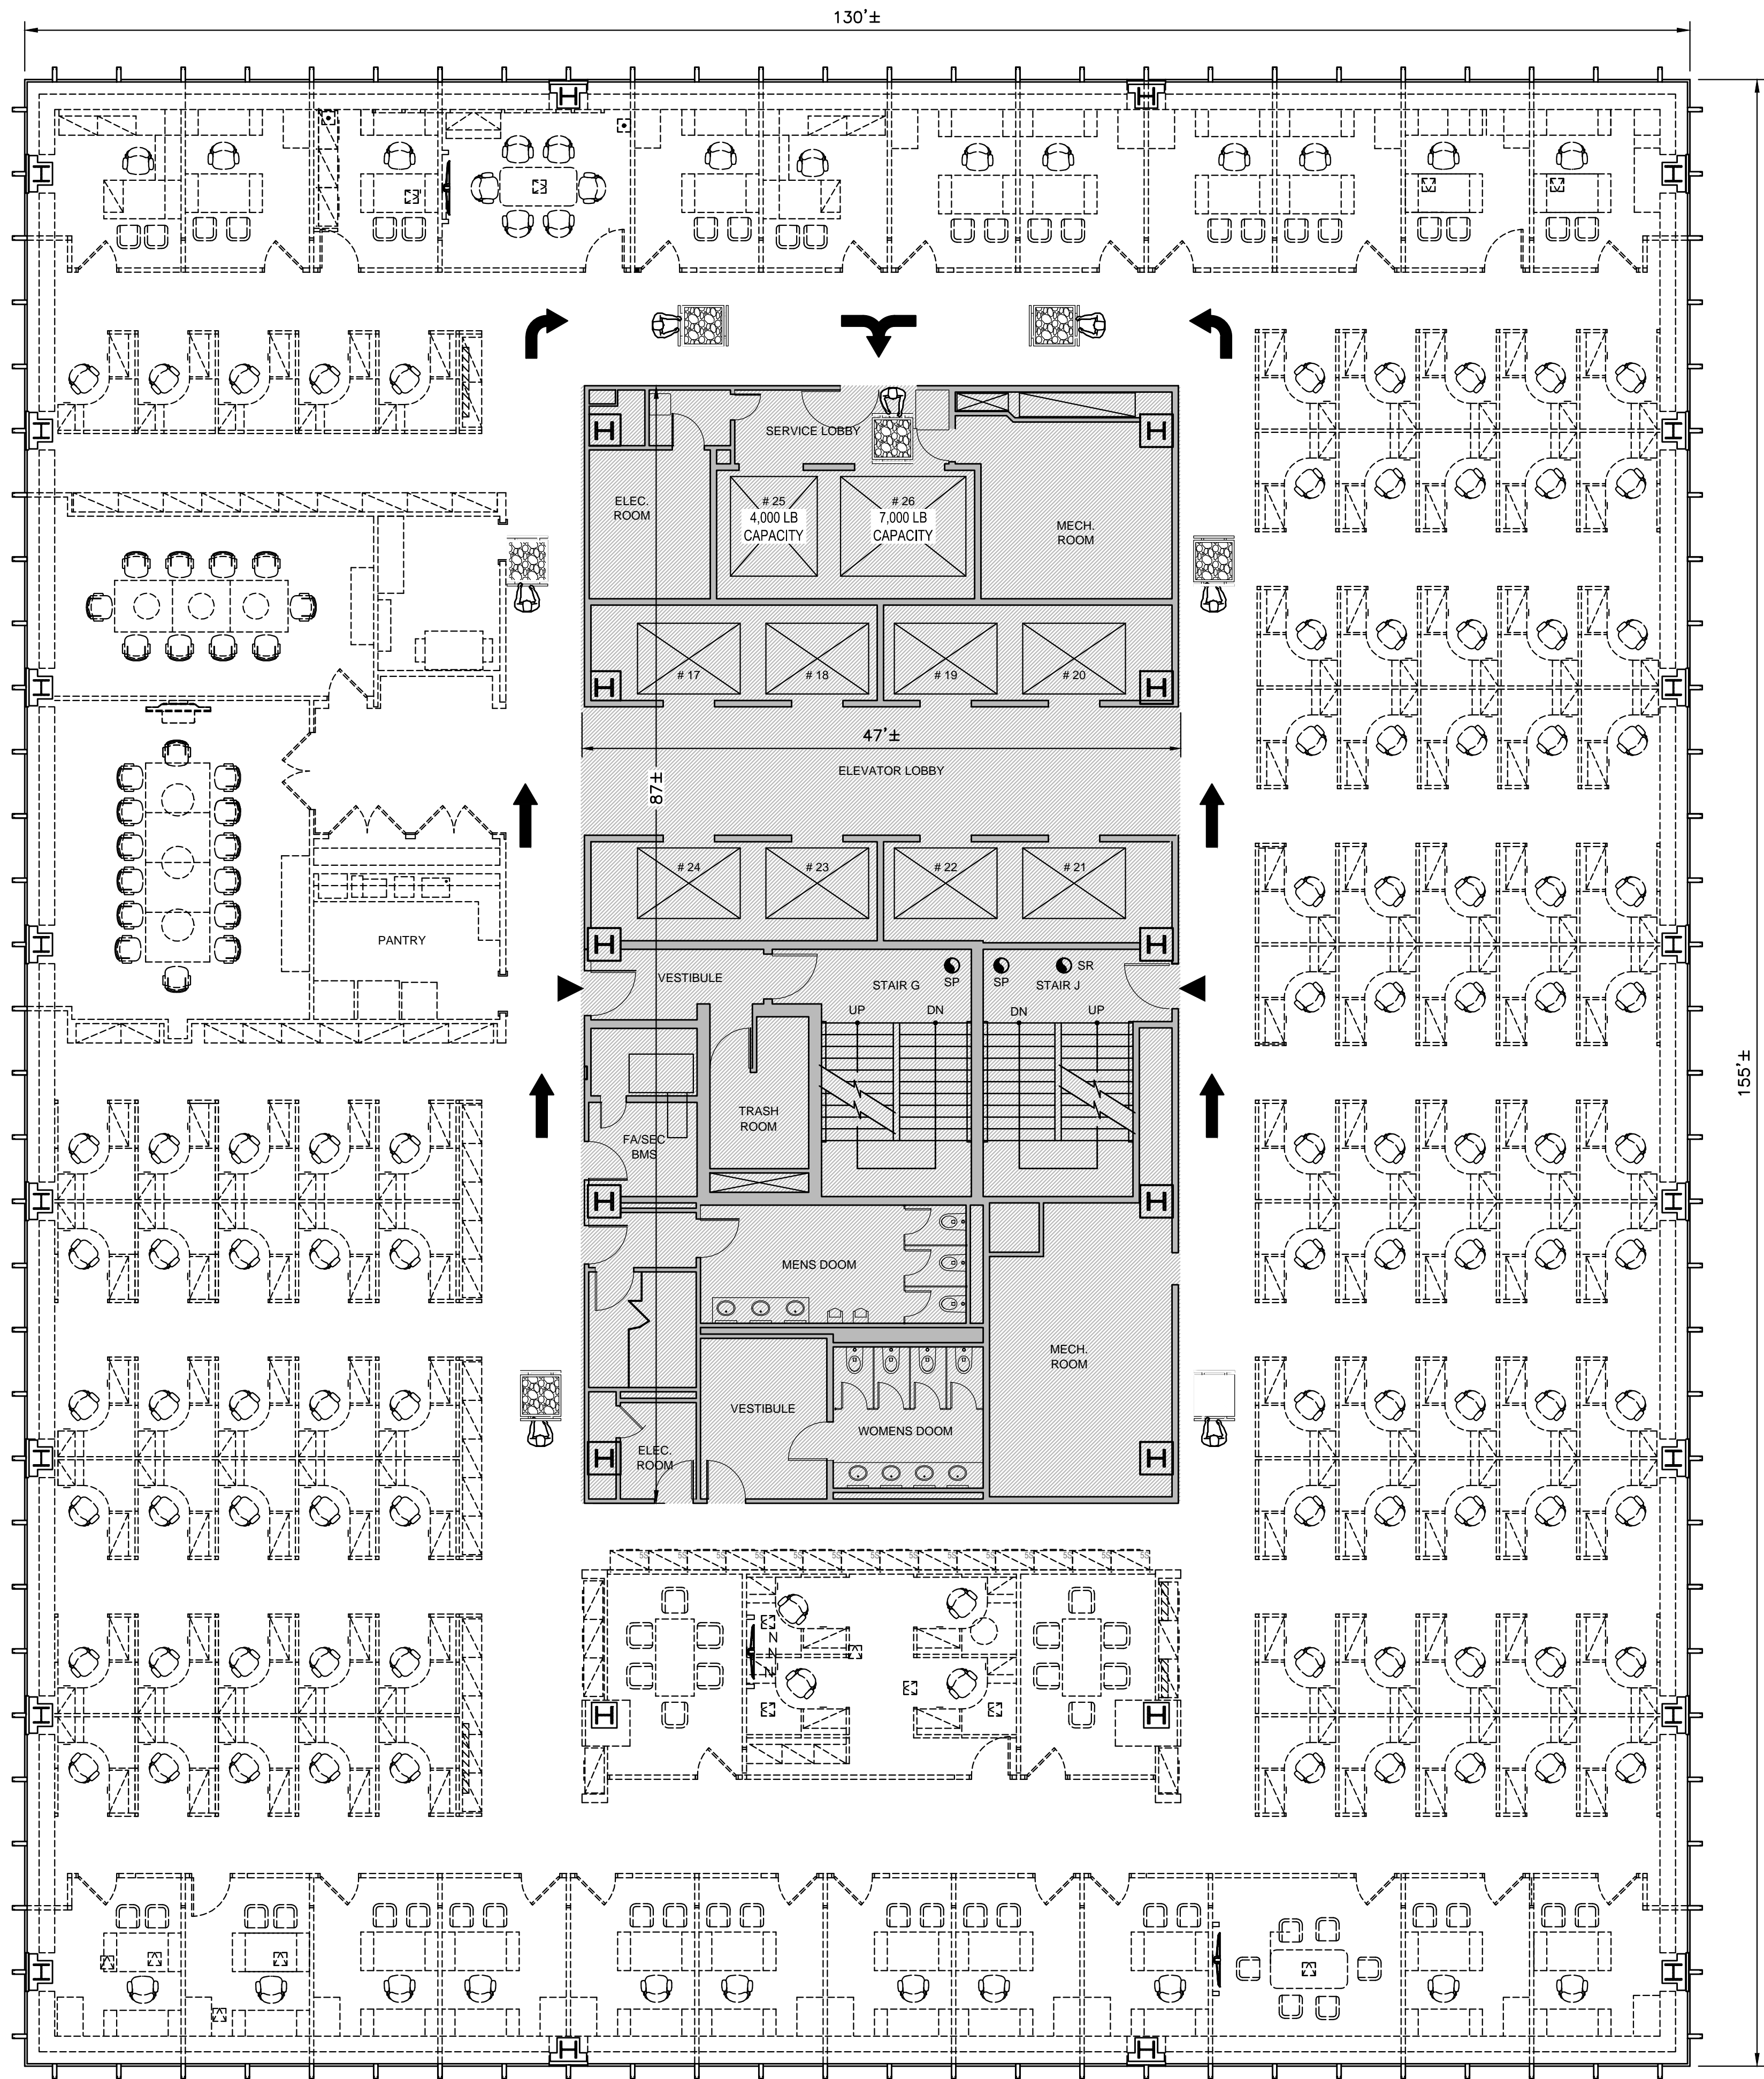 130'±
SERVICE LOBBY
ELEC.
ROOM
# 25
4,000 LB
CAPACITY
# 26
7,000 LB
CAPACITY
MECH.
ROOM
# 17
# 18
# 19
# 20
47'±
87±
ELEVATOR LOBBY
# 24
# 23
# 22
# 21
PANTRY
VESTIBULE
STAIR G
SP
SP
SR
STAIR J
UP
DN
DN
UP
155'±
TRASH
ROOM
FA/SEC
BMS
MENS DOOM
MECH.
ROOM
VESTIBULE
WOMENS DOOM
ELEC.
ROOM
N
N
N